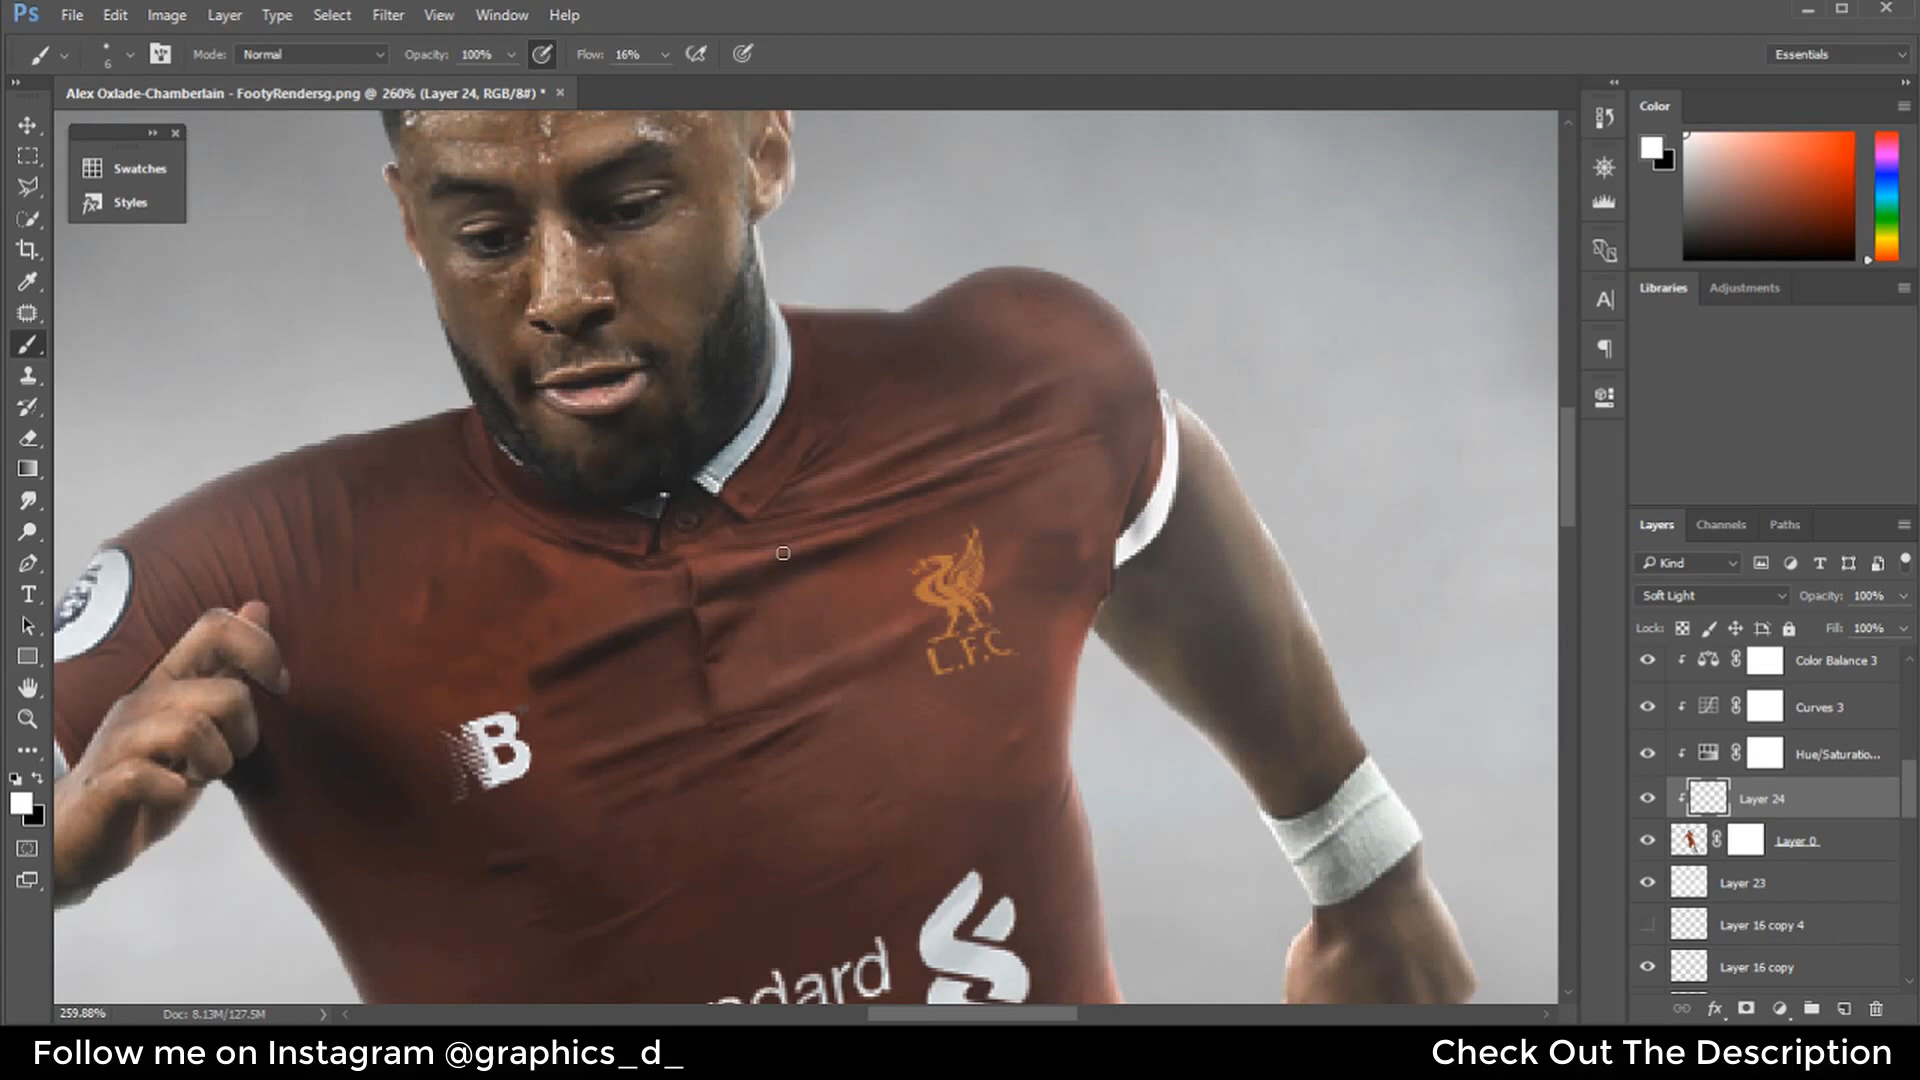 Ps File Edit Image Layer Type Select Filter View Window Help
6 Mode: Normal Opacity: 100% Flow: 16% Essentials
Alex Oxlade-Chamberlain - FootyRendersg.png @ 260% (Layer 24, RGB/8#) *
Swatches
Styles
Color
Libraries Adjustments
Layers Channels Paths
Kind
Soft Light Opacity: 100%
Lock: Fill: 100%
Color Balance 3
Curves 3
Hue/Saturatio...
Layer 24
Layer 0
Layer 23
Layer 16 copy 4
Layer 16 copy
L.F.C
B
ndard
259.88% Doc: 8.13M/127.5M
Follow me on Instagram @graphics_d_
Check Out The Description